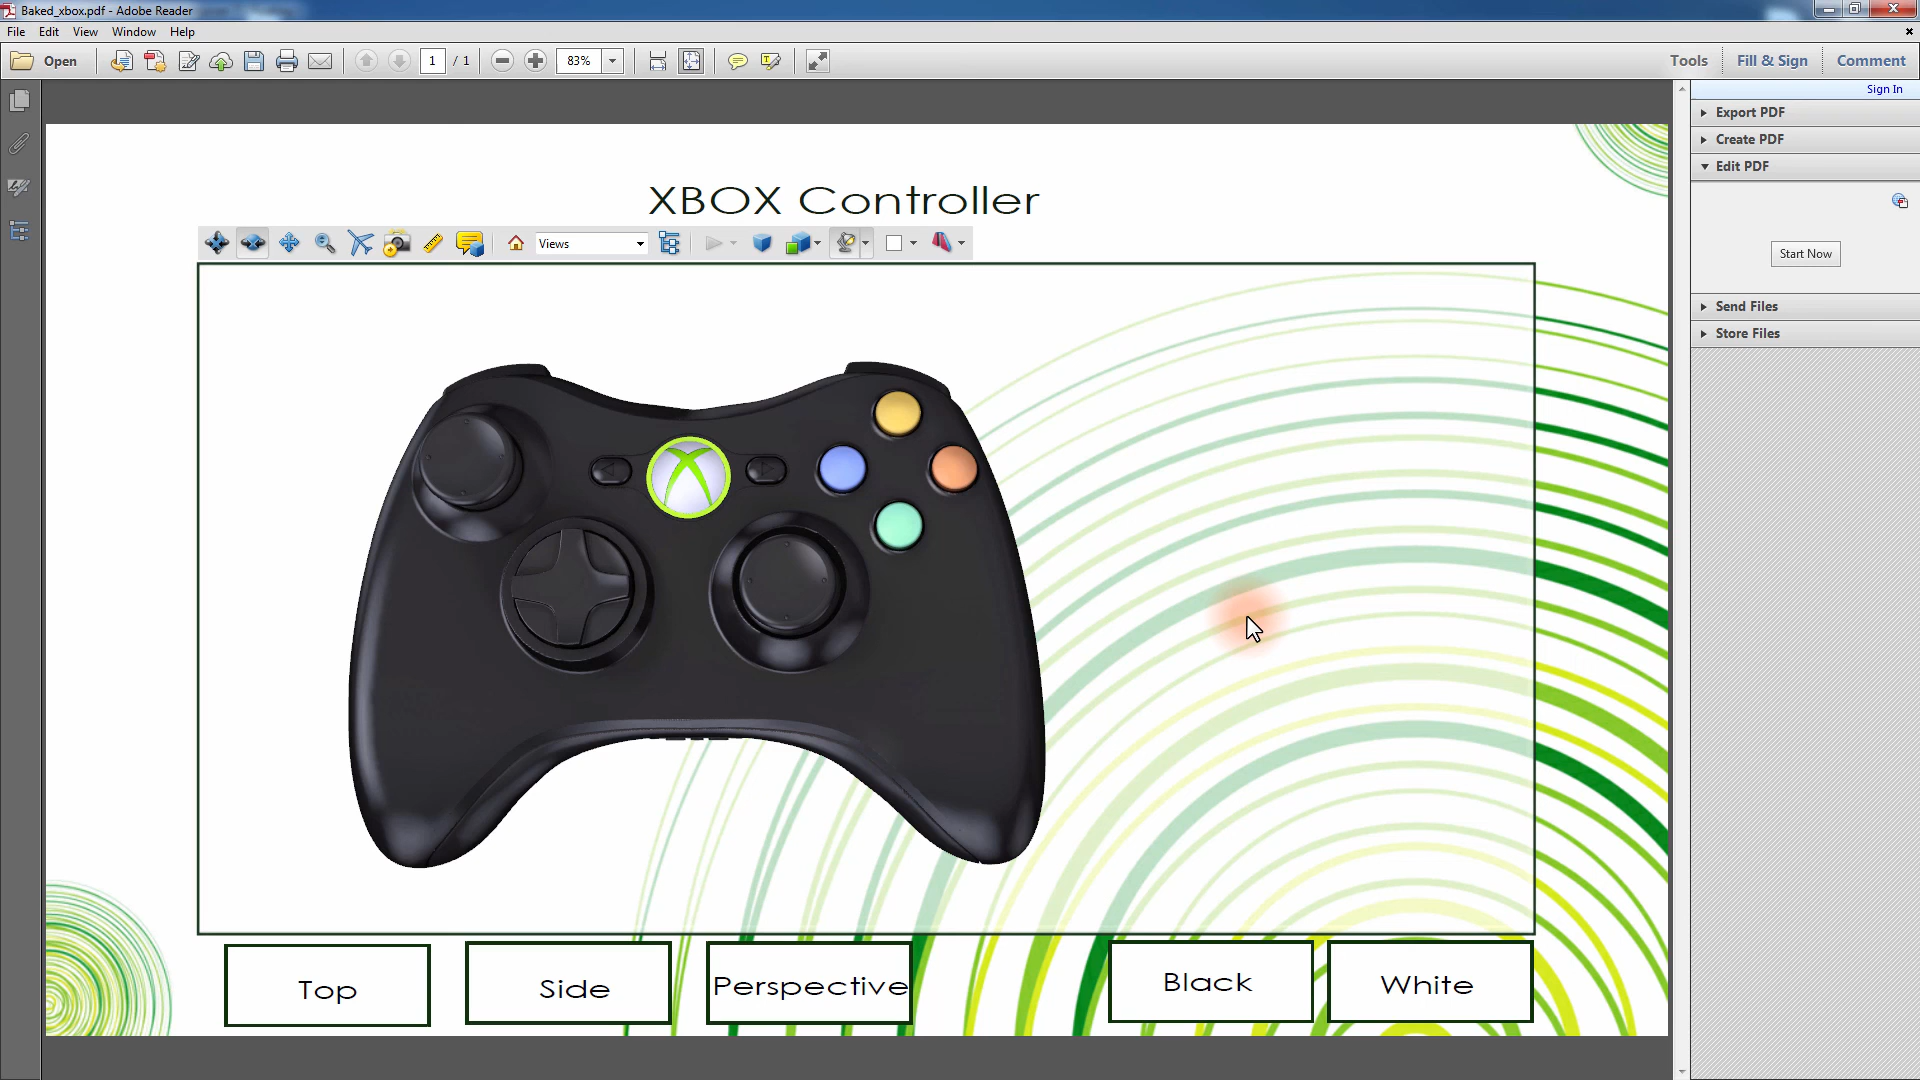 Baked_xbox.pdf - Adobe Reader
File Edit View Window Help
Open 1 / 1 83% Tools Fill & Sign Comment
Sign In
Export PDF
Create PDF
Edit PDF
Start Now
Send Files
Store Files
XBOX Controller
Views
Top Side Perspective Black White